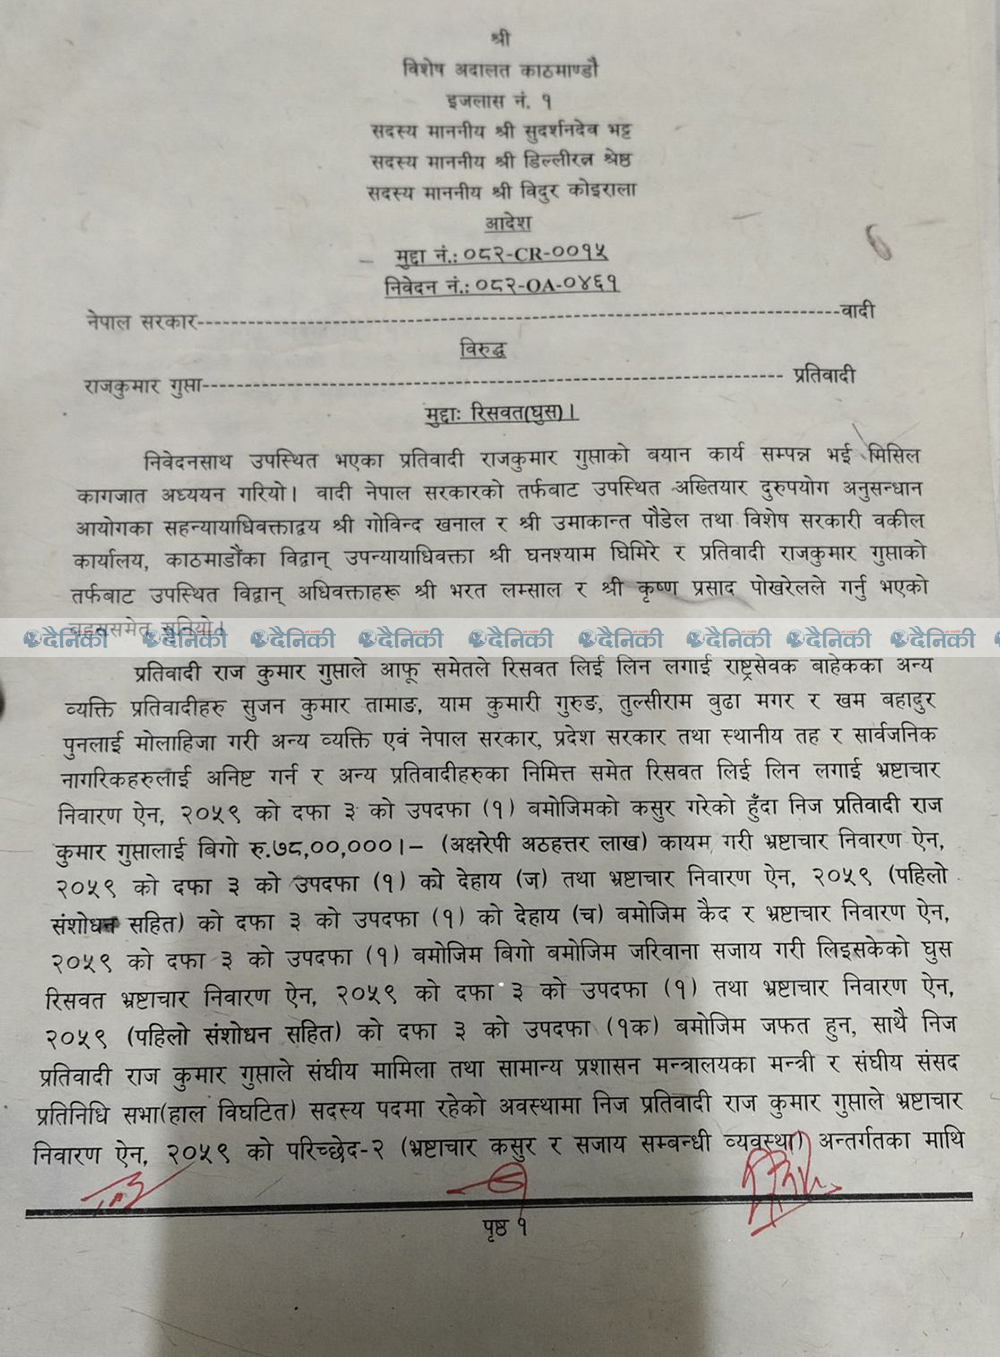 श्री
विशेष अदालत काठमाण्डौ
इजलास नं. १
सदस्य माननीय श्री सुदर्शनदेव भट्ट
सदस्य माननीय श्री डिल्लीरत्न श्रेष्ठ
सदस्य माननीय श्री विदुर कोइराला
आदेश
मुद्दा नं.: ०८२-CR-००१५
निवेदन नं.: ०८२-OA-०४६१
नेपाल सरकार------------------------------------------------------------------------वादी
विरुद्ध
राजकुमार गुप्ता------------------------------------------------------------------ प्रतिवादी
मुद्दाः रिसवत(घुस) ।
निवेदनसाथ उपस्थित भएका प्रतिवादी राजकुमार गुप्ताको बयान कार्य सम्पन्न भई मिसिल
कागजात अध्ययन गरियो। वादी नेपाल सरकारको तर्फबाट उपस्थित अख्तियार दुरुपयोग अनुसन्धान
आयोगका सहन्यायाधिवक्ताद्वय श्री गोविन्द खनाल र श्री उमाकान्त पौडेल तथा विशेष सरकारी वकील
कार्यालय, काठमाडौंका विद्वान् उपन्यायाधिवक्ता श्री घनश्याम घिमिरे र प्रतिवादी राजकुमार गुप्ताको
तर्फबाट उपस्थित विद्वान् अधिवक्ताहरू श्री भरत लम्साल र श्री कृष्ण प्रसाद पोखरेलले गर्नु भएको
बहससमेत सुनियो।
दैनिकी दैनिकी दैनिकी दैनिकी दैनिकी दैनिकी दैनिकी दैनिकी दैनिकी
प्रतिवादी राज कुमार गुप्ताले आफू समेतले रिसवत लिई लिन लगाई राष्ट्रसेवक बाहेकका अन्य
व्यक्ति प्रतिवादीहरु सुजन कुमार तामाङ, याम कुमारी गुरुङ, तुल्सीराम बुढा मगर र खम बहादुर
पुनलाई मोलाहिजा गरी अन्य व्यक्ति एवं नेपाल सरकार, प्रदेश सरकार तथा स्थानीय तह र सार्वजनिक
नागरिकहरुलाई अनिष्ट गर्न र अन्य प्रतिवादीहरुका निमित्त समेत रिसवत लिई लिन लगाई भ्रष्टाचार
निवारण ऐन, २०५९ को दफा ३ को उपदफा (१) बमोजिमको कसुर गरेको हुँदा निज प्रतिवादी राज
कुमार गुप्तालाई विगो रु.७८,००,०००।– (अक्षरेपी अठहत्तर लाख) कायम गरी भ्रष्टाचार निवारण ऐन,
२०५९ को दफा ३ को उपदफा (१) को देहाय (ज) तथा भ्रष्टाचार निवारण ऐन, २०५९ (पहिलो
संशोधन सहित) को दफा ३ को उपदफा (१) को देहाय (च) बमोजिम कैद र भ्रष्टाचार निवारण ऐन,
२०५९ को दफा ३ को उपदफा (१) बमोजिम बिगो बमोजिम जरिवाना सजाय गरी लिइसकेको घुस
रिसवत भ्रष्टाचार निवारण ऐन, २०५९ को दफा ३ को उपदफा (१) तथा भ्रष्टाचार निवारण ऐन,
२०५९ (पहिलो संशोधन सहित) को दफा ३ को उपदफा (१क) बमोजिम जफत हुन, साथै निज
प्रतिवादी राज कुमार गुप्ताले संघीय मामिला तथा सामान्य प्रशासन मन्त्रालयका मन्त्री र संघीय संसद
प्रतिनिधि सभा(हाल विघटित) सदस्य पदमा रहेको अवस्थामा निज प्रतिवादी राज कुमार गुप्ताले भ्रष्टाचार
निवारण ऐन, २०५९ को परिच्छेद-२ (भ्रष्टाचार कसुर र सजाय सम्बन्धी व्यवस्था) अन्तर्गतका माथि
पृष्ठ १